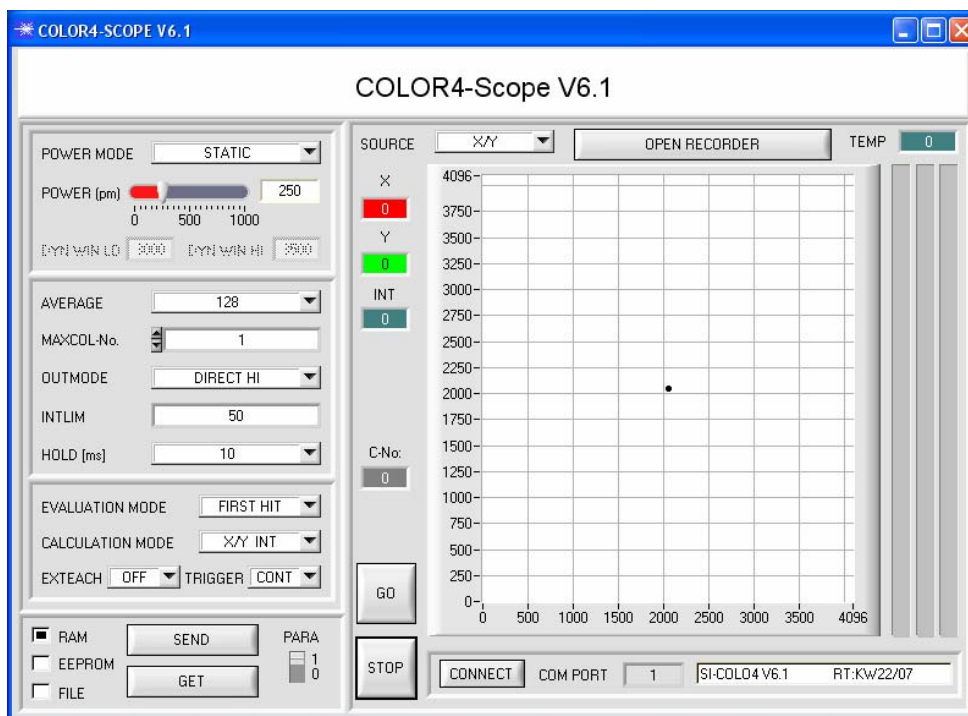 COLOR4-SCOPE V6.1
COLOR4-Scope V6.1
POWER MODE STATIC
POWER (pm) 250
0 500 1000
DYN WIN LO 3000 DYN WIN HI 3500
AVERAGE 128
MAXCOL-No. 1
OUTMODE DIRECT HI
INTLIM 50
HOLD [ms] 10
EVALUATION MODE FIRST HIT
CALCULATION MODE X/Y INT
EXTEACH OFF TRIGGER CONT
RAM
EEPROM
FILE
SEND
GET
PARA
1
0
SOURCE X/Y OPEN RECORDER TEMP 0
X
0
Y
0
INT
0
C-No:
0
GO
STOP
4096
3750
3500
3250
3000
2750
2500
2250
2000
1750
1500
1250
1000
750
500
250
0
0 500 1000 1500 2000 2500 3000 3500 4096
CONNECT COM PORT 1 SI-COLO4 V6.1 RT:KW22/07